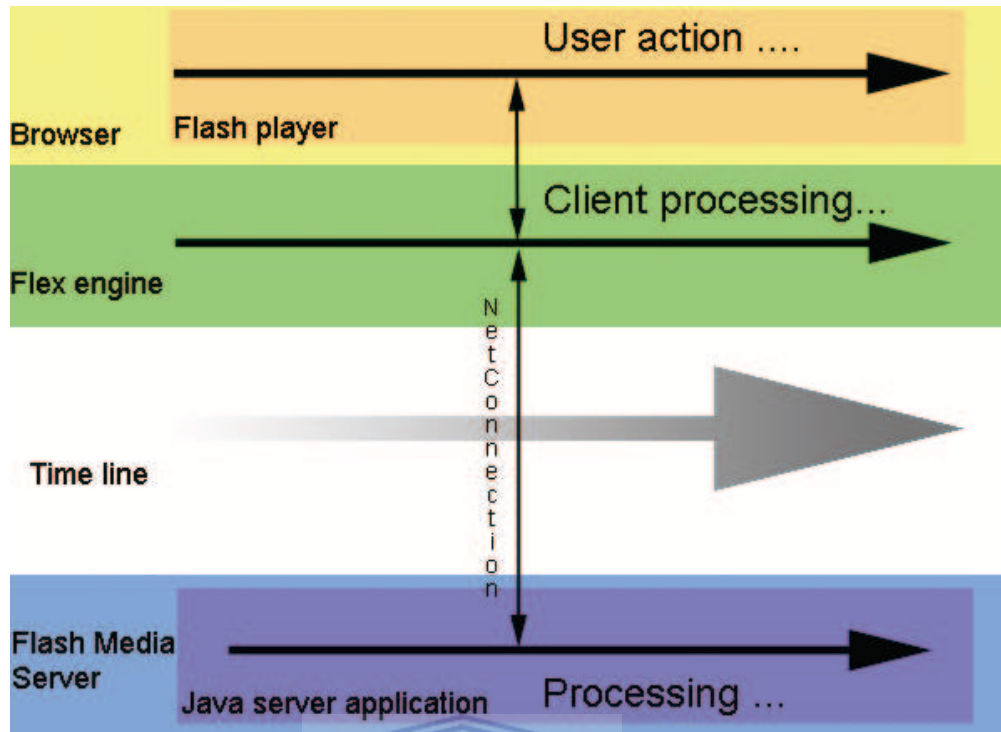 User action ....
Browser
Flash player
Client processing...
Flex engine
NetConnection
Time line
Flash Media
Server
Java server application
Processing ...